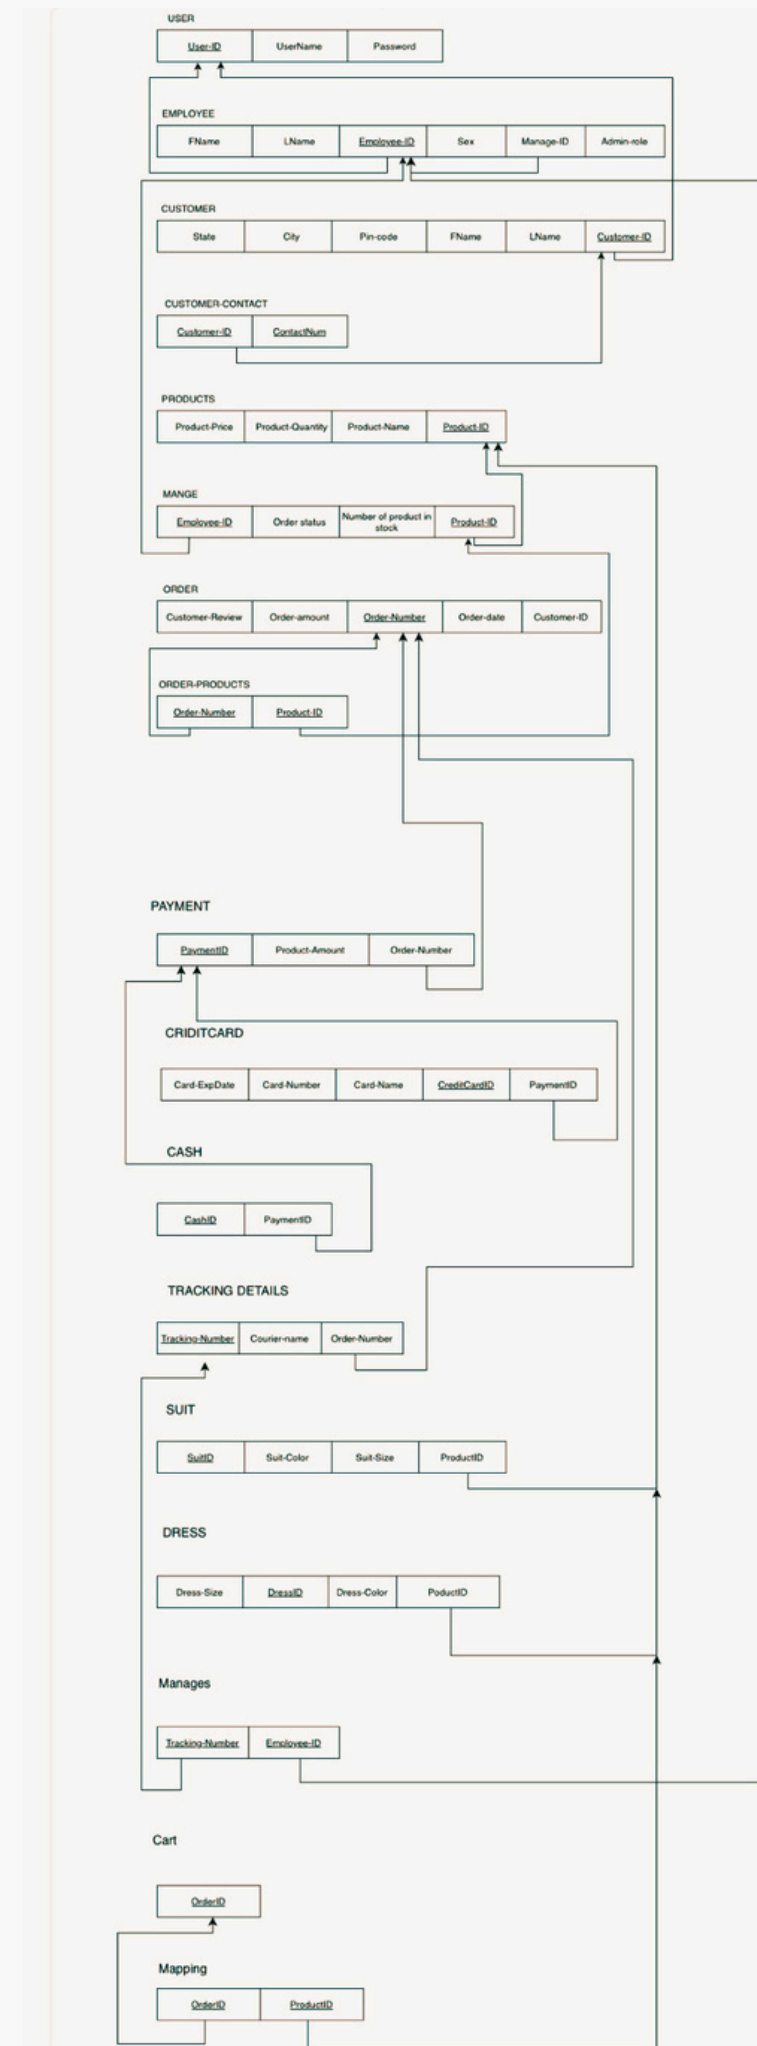 USER
User-ID UserName Password
EMPLOYEE
FName LName Employee-ID Sex Manage-ID Admin-role
CUSTOMER
State City Pin-code FName LName Customer-ID
CUSTOMER-CONTACT
Customer-ID ContactNum
PRODUCTS
Product-Price Product-Quantity Product-Name Product-ID
MANGE
Employee-ID Order status Number of product in stock Product-ID
ORDER
Customer-Review Order-amount Order-Number Order-date Customer-ID
ORDER-PRODUCTS
Order-Number Product-ID
PAYMENT
PaymentID Product-Amount Order-Number
CRIDITCARD
Card-ExpDate Card-Number Card-Name CreditCardID PaymentID
CASH
CashID PaymentID
TRACKING DETAILS
Tracking-Number Courier-name Order-Number
SUIT
SuitID Suit-Color Suit-Size ProductID
DRESS
Dress-Size DressID Dress-Color PoductID
Manages
Tracking-Number Employee-ID
Cart
OrderID
Mapping
OrderID ProductID